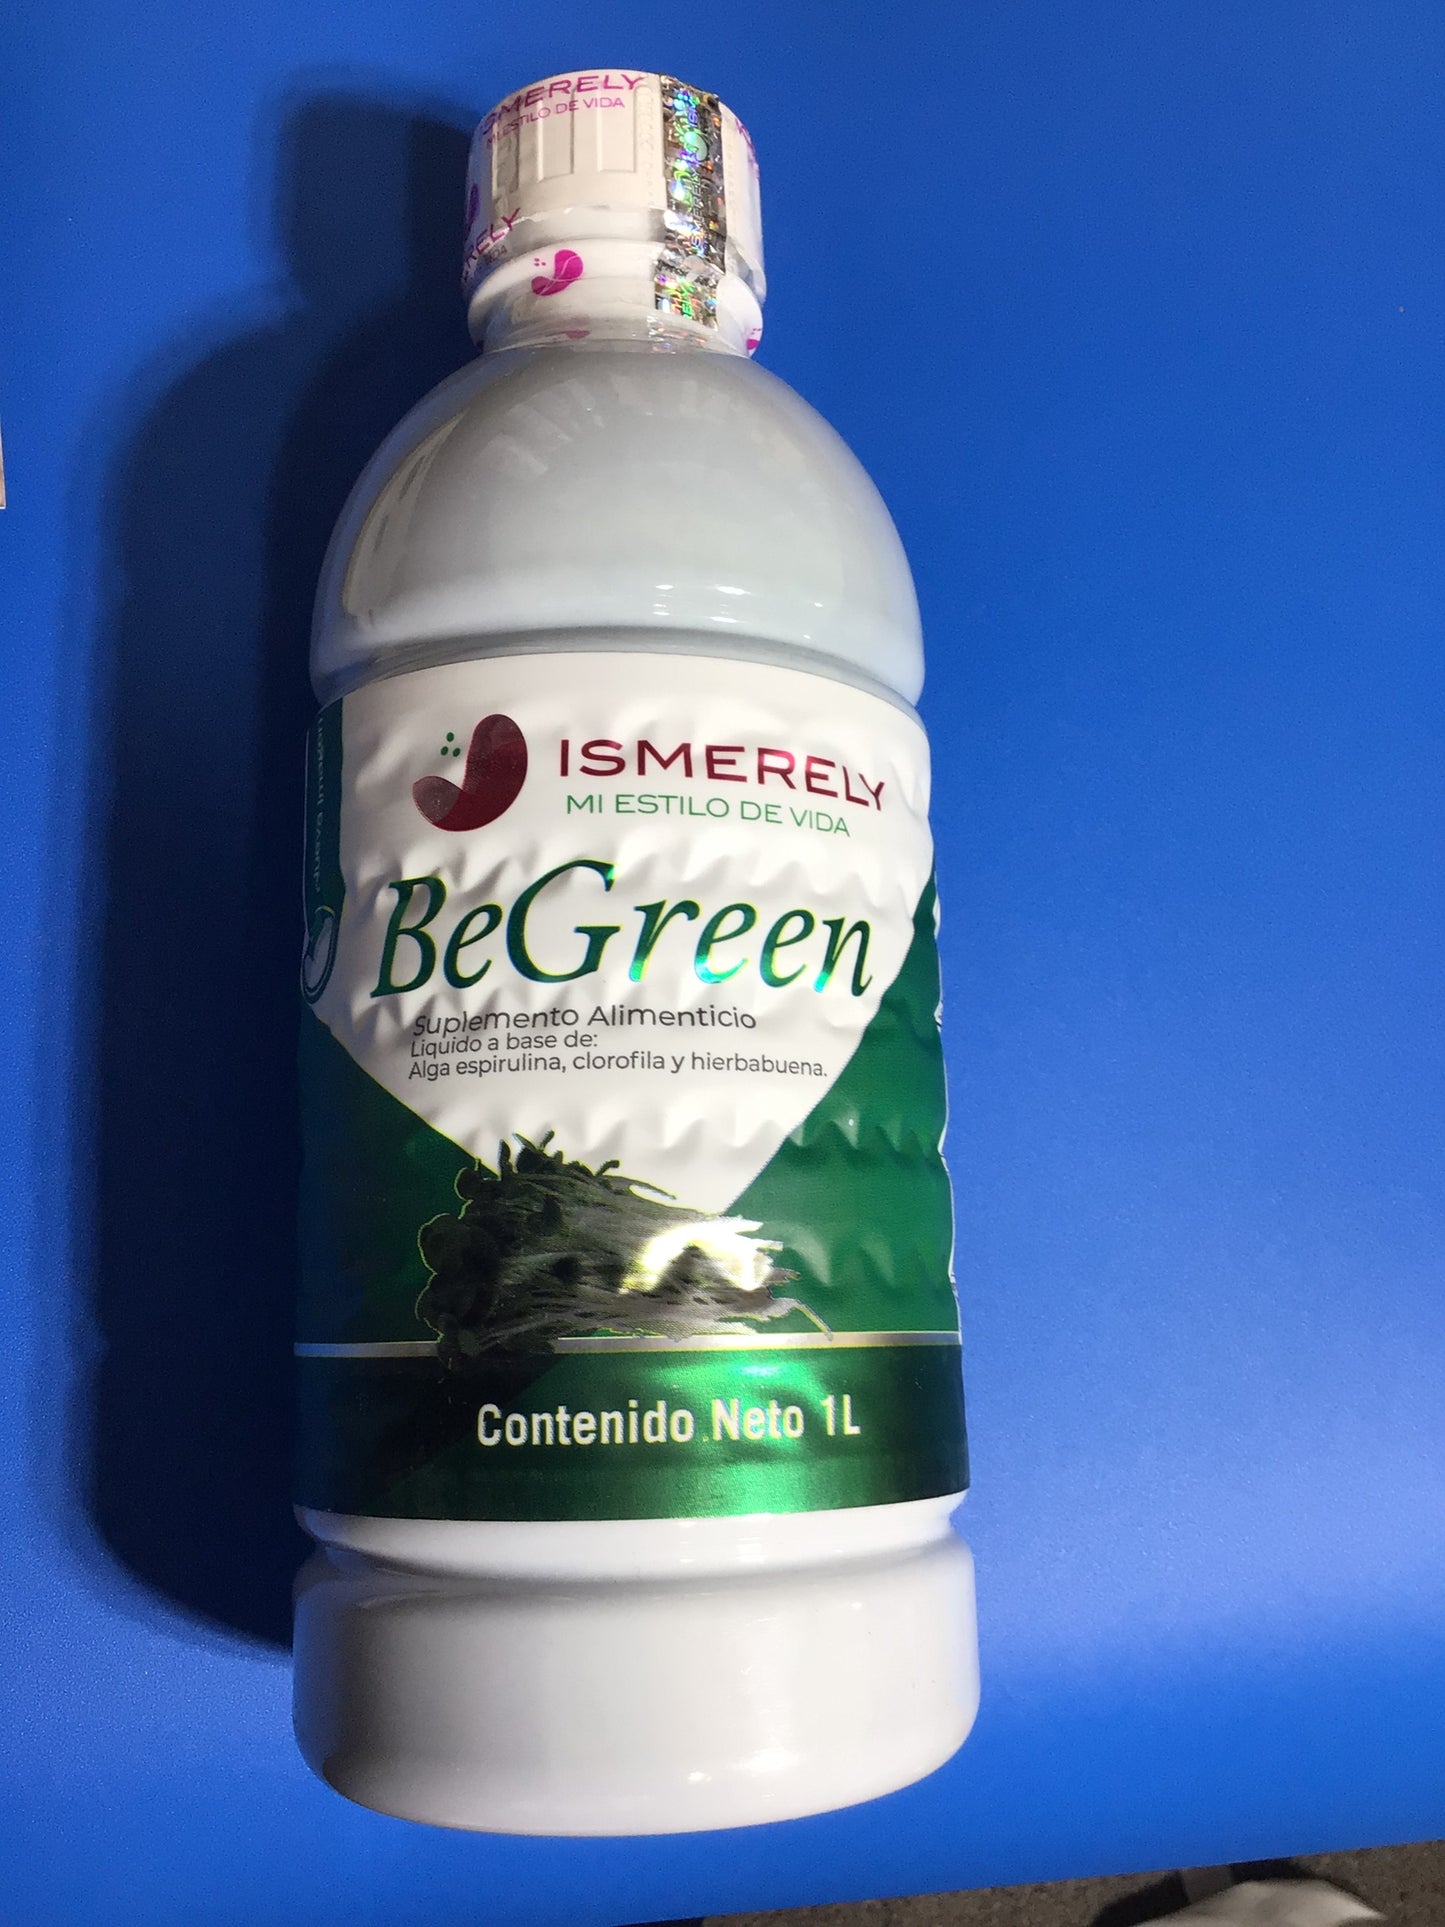 ISMERELY
MI ESTILO DE VIDA
ISMERELY
MI ESTILO DE VIDA
BeGreen
Suplemento Alimenticio
Liquido a base de:
Alga espirulina, clorofila y hierbabuena.
Contenido Neto 1L